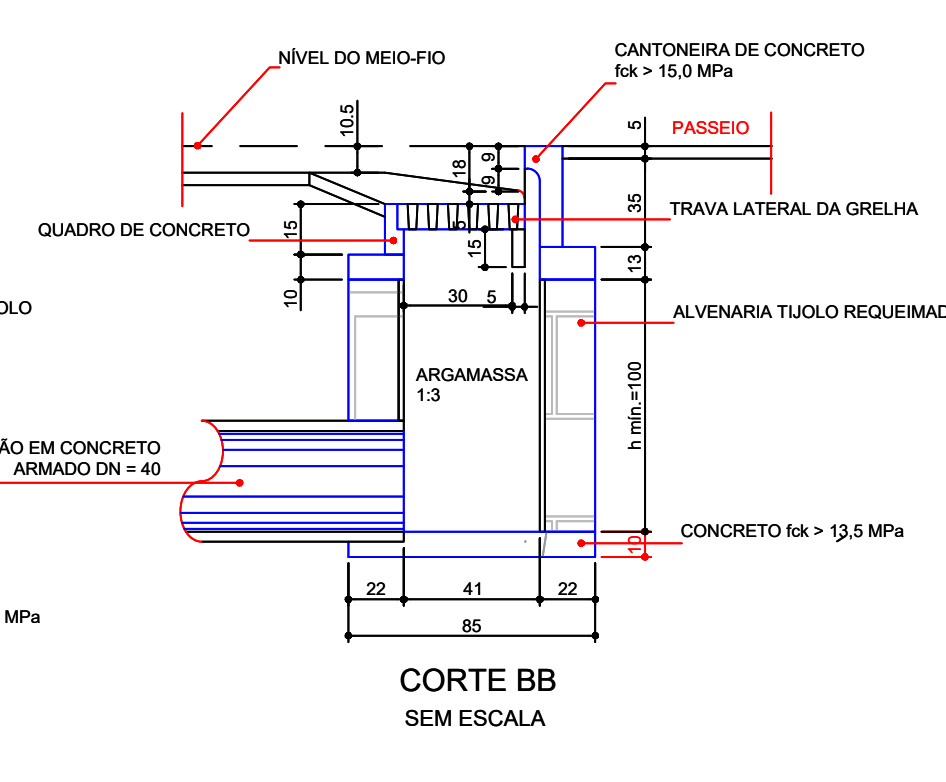 NÍVEL DO MEIO-FIO
CANTONEIRA DE CONCRETO
fck > 15,0 MPa
10.5
5
PASSEIO
18
9
9
35
TRAVA LATERAL DA GRELHA
QUADRO DE CONCRETO
15
5
15
13
10
30
5
OLO
ALVENARIA TIJOLO REQUEIMAD
ARGAMASSA
1:3
h mín.=100
ÃO EM CONCRETO
ARMADO DN = 40
CONCRETO fck > 13,5 MPa
10
22
41
22
MPa
85
CORTE BB
SEM ESCALA